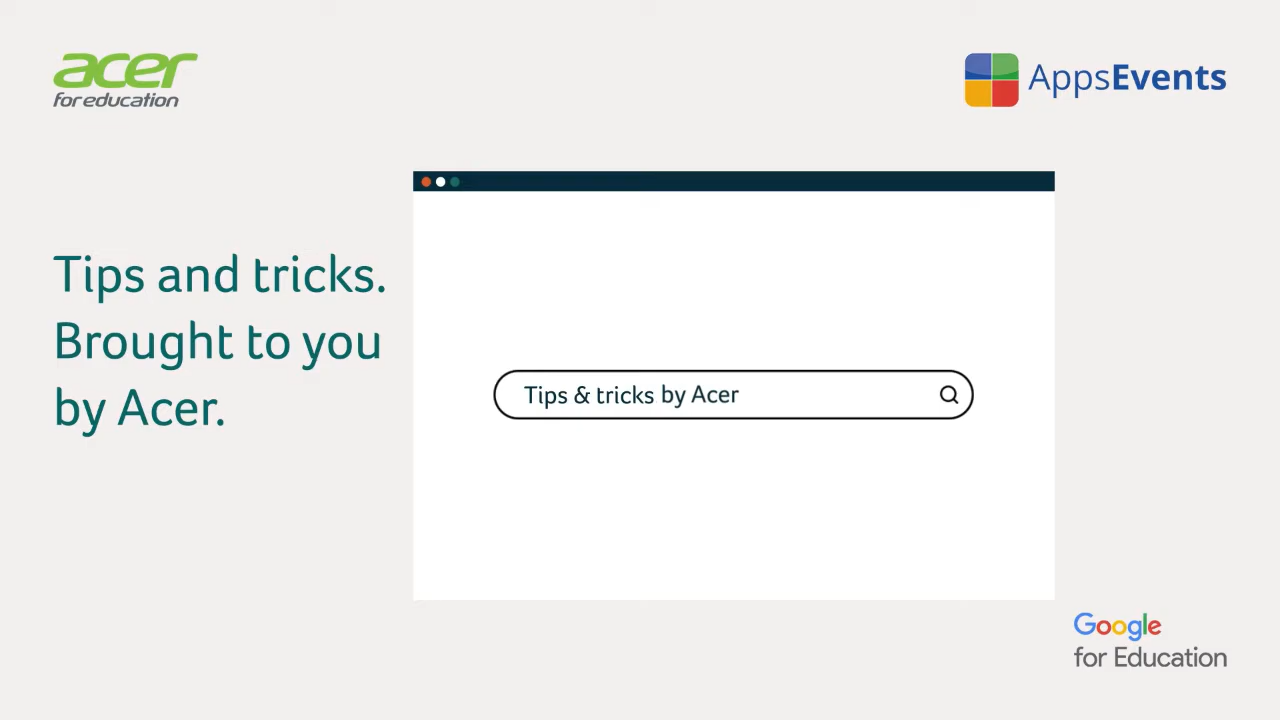 acer
for education
AppsEvents
Tips and tricks.
Brought to you
by Acer.
Tips & tricks by Acer
Google
for Education